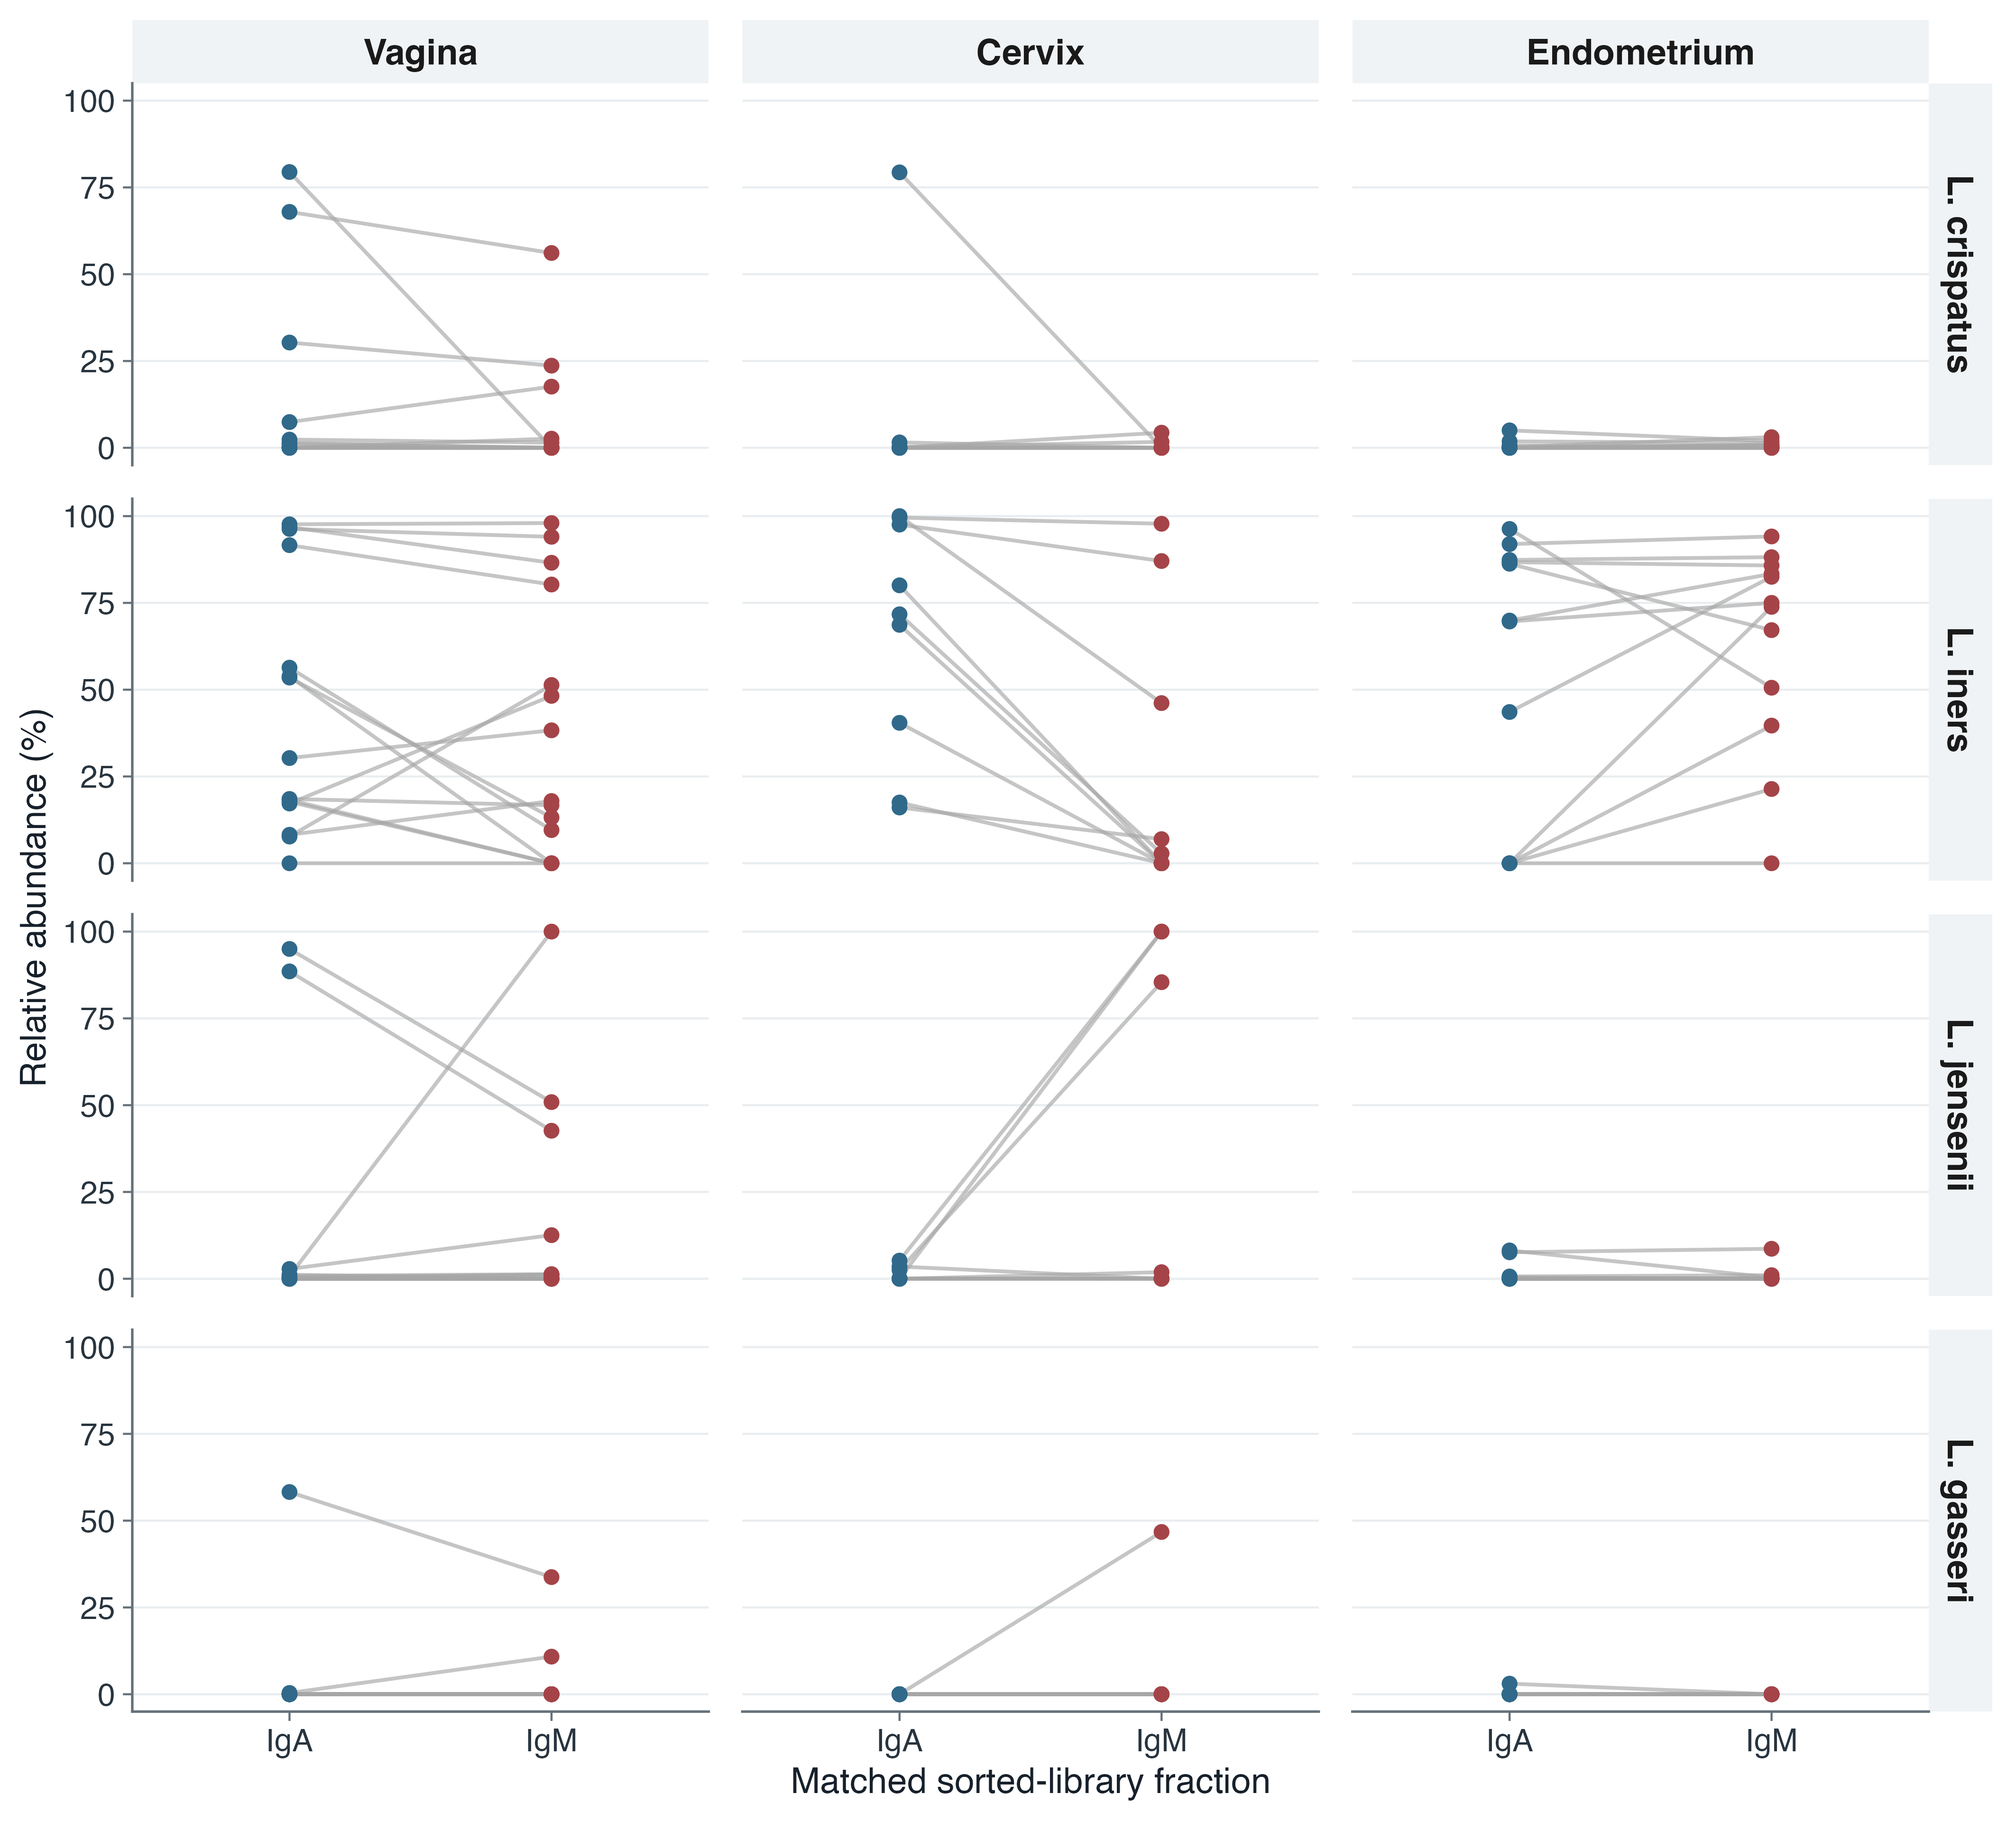 Vagina
Cervix
Endometrium
100
75
50
25
0
L. crispatus
100
75
50
25
0
L. iners
Relative abundance (%)
100
75
50
25
0
L. jensenii
100
75
50
25
0
L. gasseri
IgA
IgM
IgA
IgM
IgA
IgM
Matched sorted-library fraction